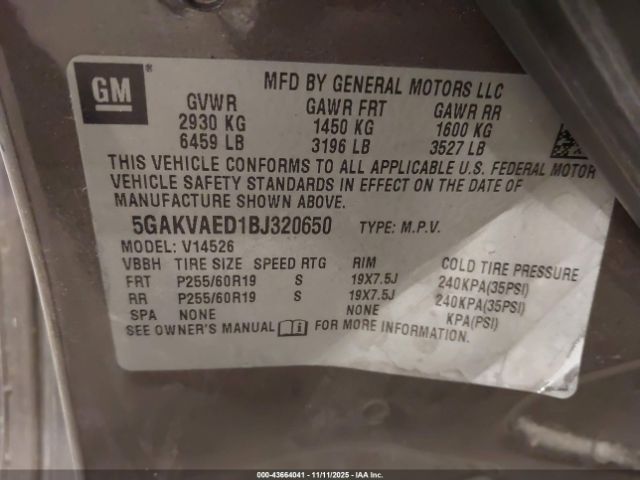 GM®
MFD BY GENERAL MOTORS LLC
GVWR GAWR FRT GAWR RR
2930 KG 1450 KG 1600 KG
6459 LB 3196 LB 3527 LB
THIS VEHICLE CONFORMS TO ALL APPLICABLE U.S. FEDERAL MOTOR
VEHICLE SAFETY STANDARDS IN EFFECT ON THE DATE OF
MANUFACTURE SHOWN ABOVE.
5GAKVAED1BJ320650 TYPE: M.P.V.
MODEL: V14526
VBBH TIRE SIZE SPEED RTG RIM COLD TIRE PRESSURE
FRT P255/60R19 S 19X7.5J 240KPA(35PSI)
RR P255/60R19 S 19X7.5J 240KPA(35PSI)
SPA NONE NONE KPA(PSI)
SEE OWNER'S MANUAL FOR MORE INFORMATION.
000-43664041 - 11/11/2025 - IAA Inc.